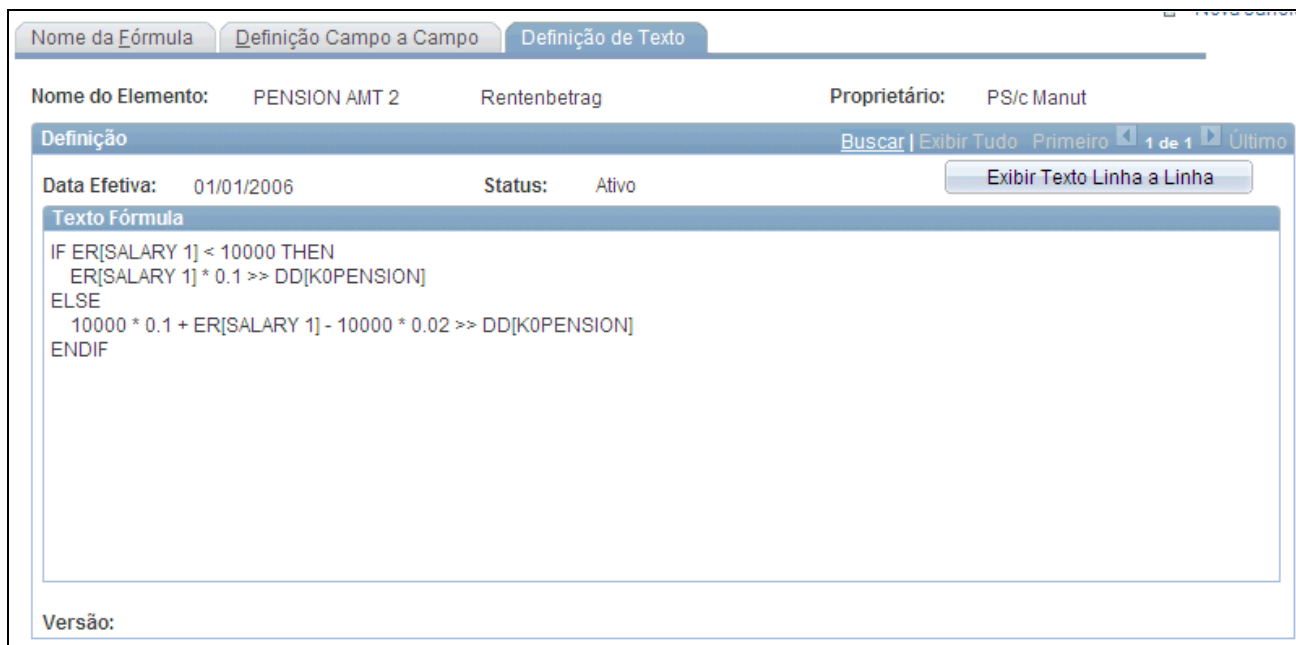 Nome da Fórmula Definição Campo a Campo Definição de Texto
Nome do Elemento: PENSION AMT 2 Rentenbetrag Proprietário: PS/c Manut
Definição Buscar | Exibir Tudo Primeiro 1 de 1 Último
Data Efetiva: 01/01/2006 Status: Ativo Exibir Texto Linha a Linha
Texto Fórmula
IF ER[SALARY 1] < 10000 THEN
ER[SALARY 1] * 0.1 >> DD[K0PENSION]
ELSE
10000 * 0.1 + ER[SALARY 1] - 10000 * 0.02 >> DD[K0PENSION]
ENDIF
Versão: